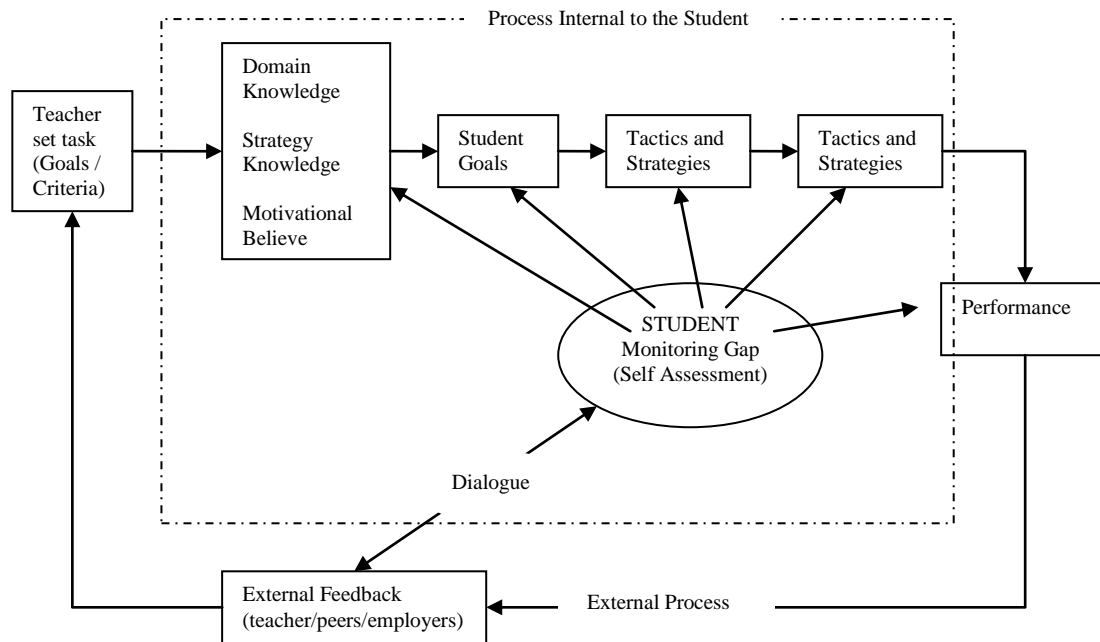 Process Internal to the Student
Teacher
set task
(Goals /
Criteria)
Domain
Knowledge
Strategy
Knowledge
Motivational
Believe
Student
Goals
Tactics and
Strategies
Tactics and
Strategies
STUDENT
Monitoring Gap
(Self Assessment)
Performance
Dialogue
External Feedback
(teacher/peers/employers)
External Process